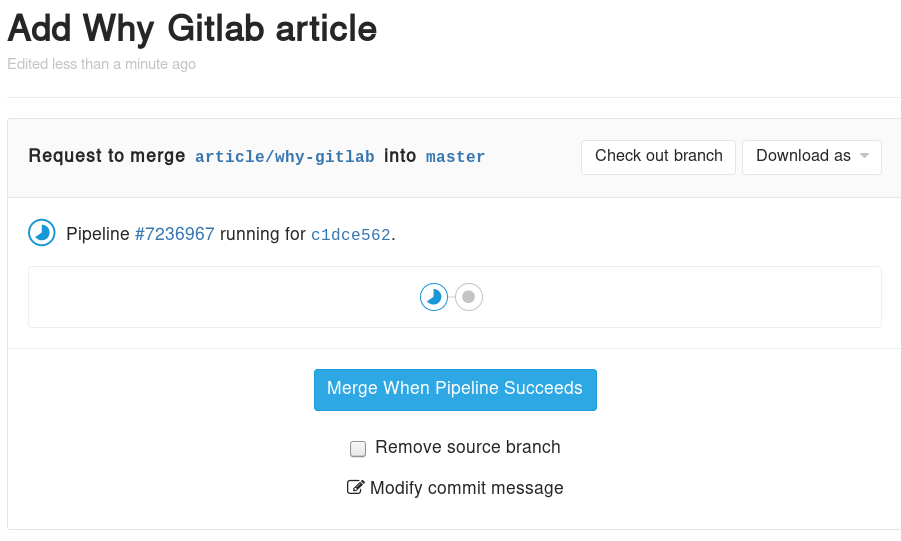 Add Why Gitlab article
Edited less than a minute ago
Request to merge article/why-gitlab into master
Check out branch
Download as
Pipeline #7236967 running for c1dce562.
Merge When Pipeline Succeeds
Remove source branch
Modify commit message